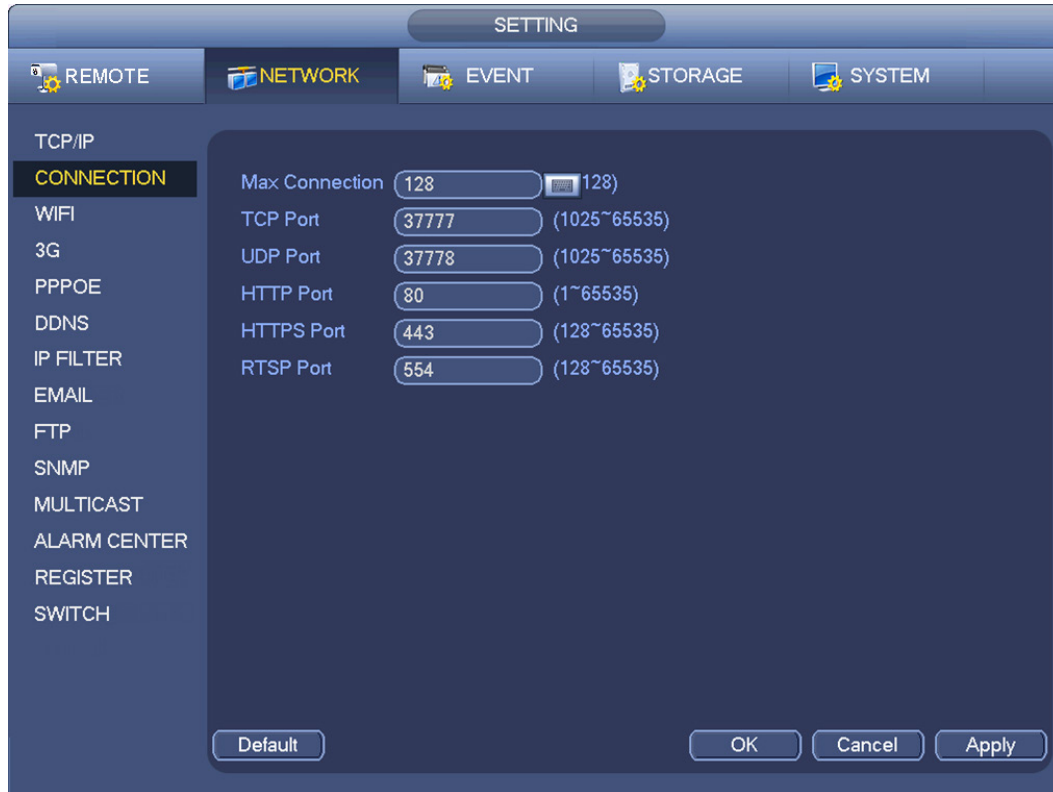 SETTING
REMOTE NETWORK EVENT STORAGE SYSTEM
TCP/IP
CONNECTION
WIFI
3G
PPPOE
DDNS
IP FILTER
EMAIL
FTP
SNMP
MULTICAST
ALARM CENTER
REGISTER
SWITCH
Max Connection 128 128)
TCP Port 37777 (1025~65535)
UDP Port 37778 (1025~65535)
HTTP Port 80 (1~65535)
HTTPS Port 443 (128~65535)
RTSP Port 554 (128~65535)
Default OK Cancel Apply